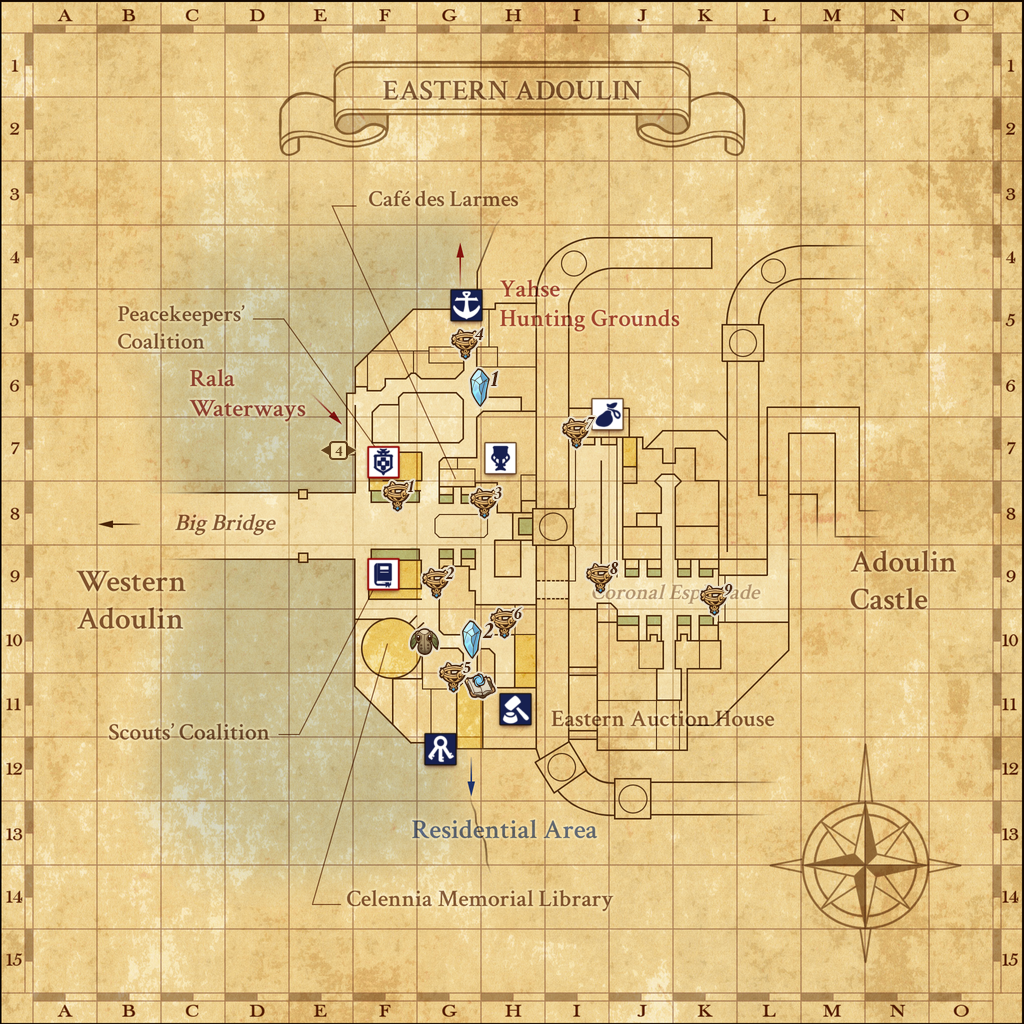 A B C D E F G H I J K L M N O
1 1
EASTERN ADOULIN
2 2
3 3
Café des Larmes
4 4
Yahse
Hunting Grounds
5 5
Peacekeepers'
Coalition
4
Rala
Waterways
6 6
1
7 7
7
4
1
3
8 8
Big Bridge
9 9
Western
Adoulin
2
8
9
Coronal Esplanade
Adoulin
Castle
10 10
6
2
5
11 11
Scouts' Coalition
Eastern Auction House
12 12
13 13
Residential Area
14 14
Celennia Memorial Library
15 15
A B C D E F G H I J K L M N O